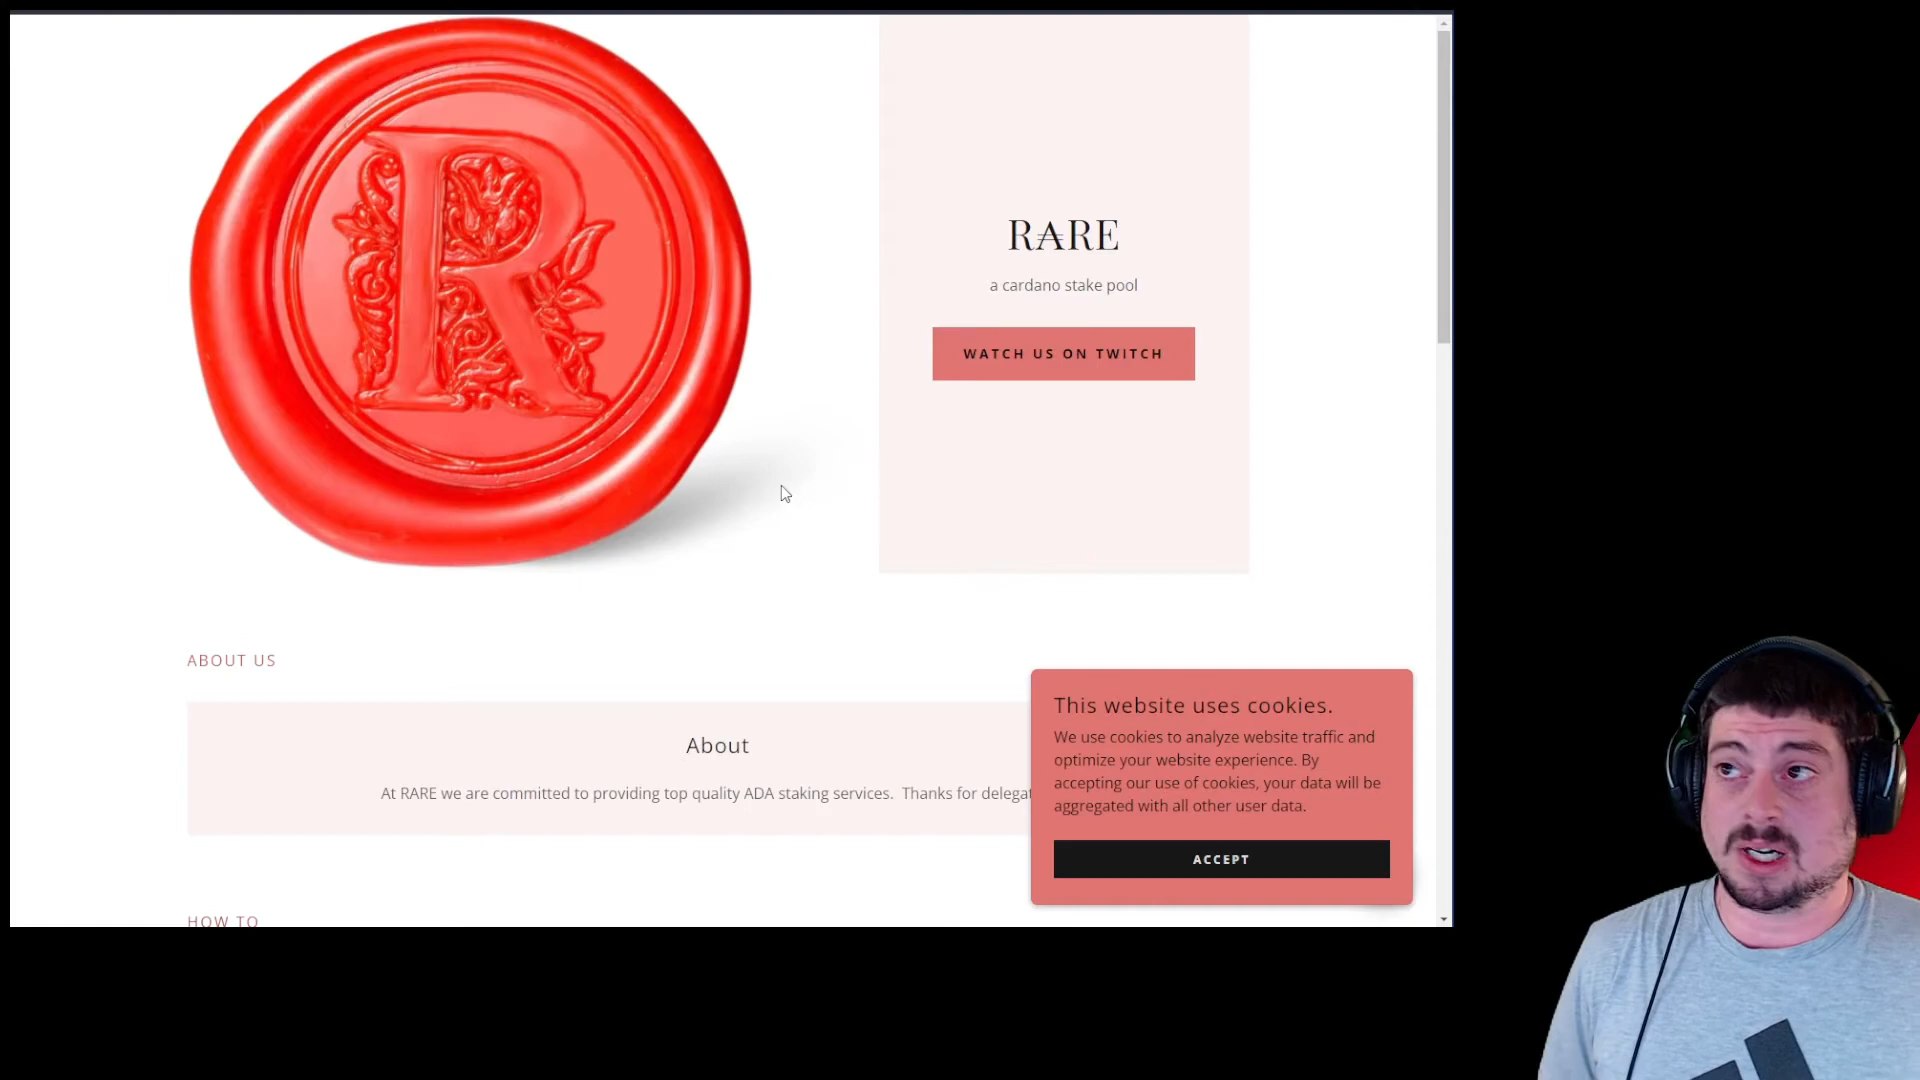 R
RARE
a cardano stake pool
WATCH US ON TWITCH
ABOUT US
About
At RARE we are committed to providing top quality ADA staking services.  Thanks for delegat
This website uses cookies.
We use cookies to analyze website traffic and
optimize your website experience. By
accepting our use of cookies, your data will be
aggregated with all other user data.
ACCEPT
HOW TO